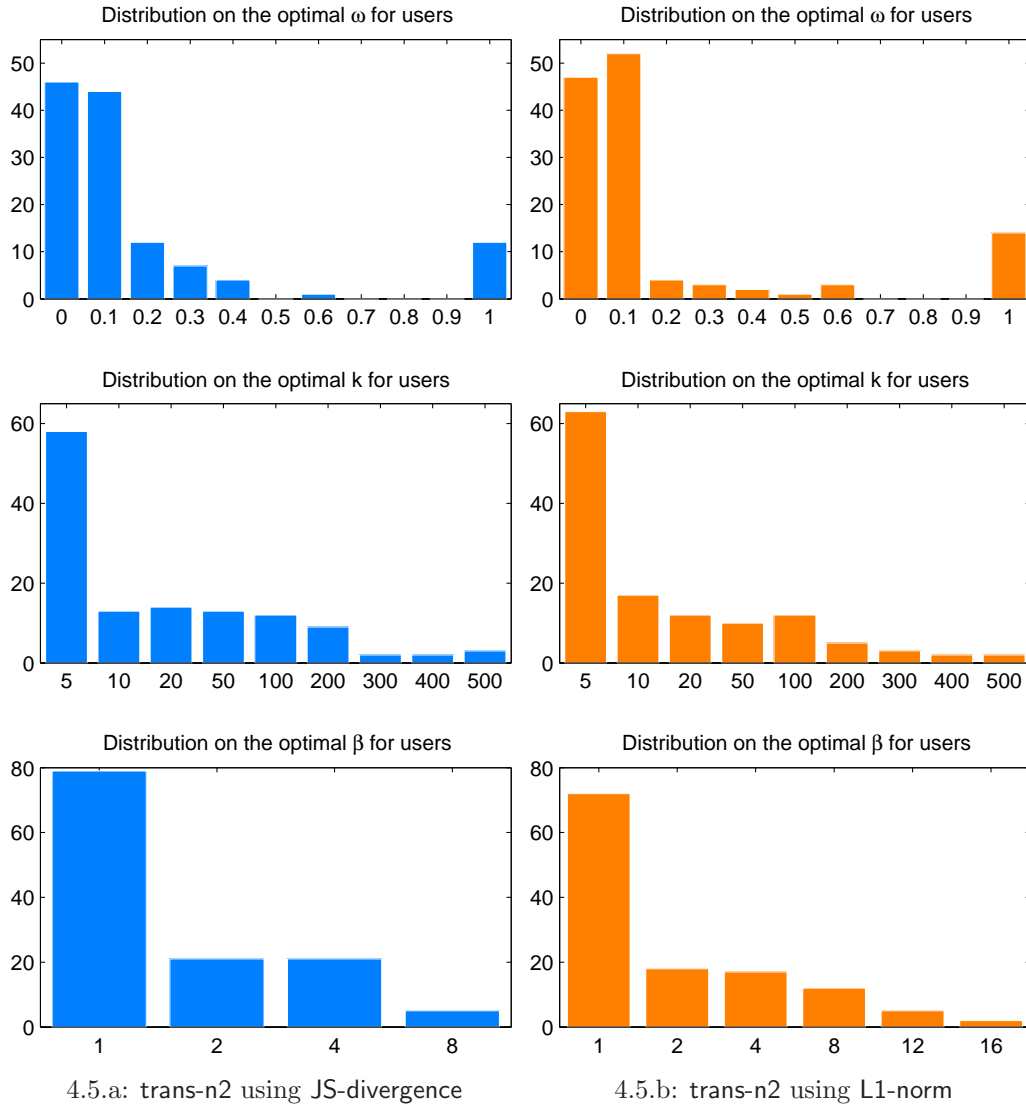 Distribution on the optimal ω for users
50
40
30
20
10
0
0 0.1 0.2 0.3 0.4 0.5 0.6 0.7 0.8 0.9 1
Distribution on the optimal ω for users
50
40
30
20
10
0
0 0.1 0.2 0.3 0.4 0.5 0.6 0.7 0.8 0.9 1
Distribution on the optimal k for users
60
40
20
0
5 10 20 50 100 200 300 400 500
Distribution on the optimal k for users
60
40
20
0
5 10 20 50 100 200 300 400 500
Distribution on the optimal β for users
80
60
40
20
0
1 2 4 8
Distribution on the optimal β for users
80
60
40
20
0
1 2 4 8 12 16
4.5.a: trans-n2 using JS-divergence
4.5.b: trans-n2 using L1-norm